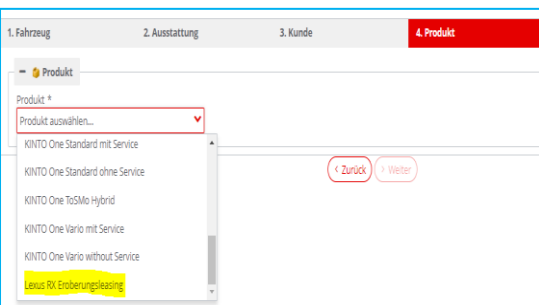 1. Fahrzeug 2. Ausstattung 3. Kunde 4. Produkt
Produkt
Produkt *
Produkt auswählen...
KINTO One Standard mit Service
KINTO One Standard ohne Service
KINTO One ToSMo Hybrid
KINTO One Vario mit Service
KINTO One Vario without Service
Lexus RX Eroberungsleasing
Zurück Weiter